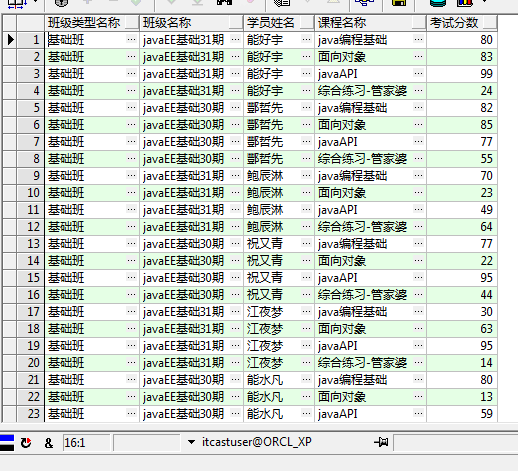 班级类型名称 班级名称 学员姓名 课程名称 考试分数
1 基础班 javaEE基础31期 能好宇 java编程基础 80
2 基础班 javaEE基础31期 能好宇 面向对象 83
3 基础班 javaEE基础31期 能好宇 javaAPI 99
4 基础班 javaEE基础31期 能好宇 综合练习-管家婆 24
5 基础班 javaEE基础30期 酆哲先 java编程基础 82
6 基础班 javaEE基础30期 酆哲先 面向对象 85
7 基础班 javaEE基础30期 酆哲先 javaAPI 77
8 基础班 javaEE基础30期 酆哲先 综合练习-管家婆 55
9 基础班 javaEE基础31期 鲍辰淋 java编程基础 70
10 基础班 javaEE基础31期 鲍辰淋 面向对象 23
11 基础班 javaEE基础31期 鲍辰淋 javaAPI 49
12 基础班 javaEE基础31期 鲍辰淋 综合练习-管家婆 64
13 基础班 javaEE基础30期 祝又青 java编程基础 77
14 基础班 javaEE基础30期 祝又青 面向对象 22
15 基础班 javaEE基础30期 祝又青 javaAPI 95
16 基础班 javaEE基础30期 祝又青 综合练习-管家婆 44
17 基础班 javaEE基础31期 江夜梦 java编程基础 30
18 基础班 javaEE基础31期 江夜梦 面向对象 63
19 基础班 javaEE基础31期 江夜梦 javaAPI 95
20 基础班 javaEE基础31期 江夜梦 综合练习-管家婆 14
21 基础班 javaEE基础30期 能水凡 java编程基础 80
22 基础班 javaEE基础30期 能水凡 面向对象 13
23 基础班 javaEE基础30期 能水凡 javaAPI 59
& 16:1 itcastuser@ORCL_XP